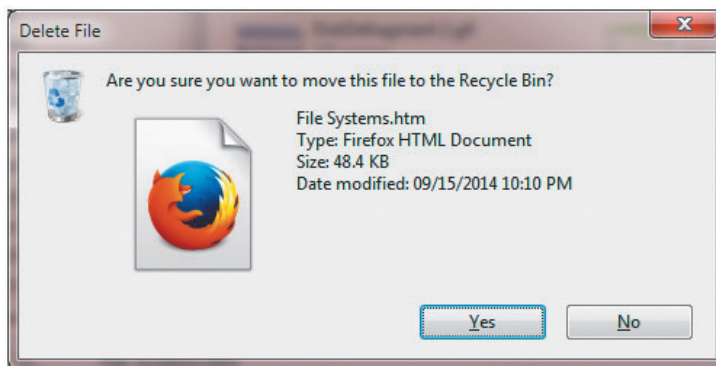 Delete File
Are you sure you want to move this file to the Recycle Bin?
File Systems.htm
Type: Firefox HTML Document
Size: 48.4 KB
Date modified: 09/15/2014 10:10 PM
Yes
No